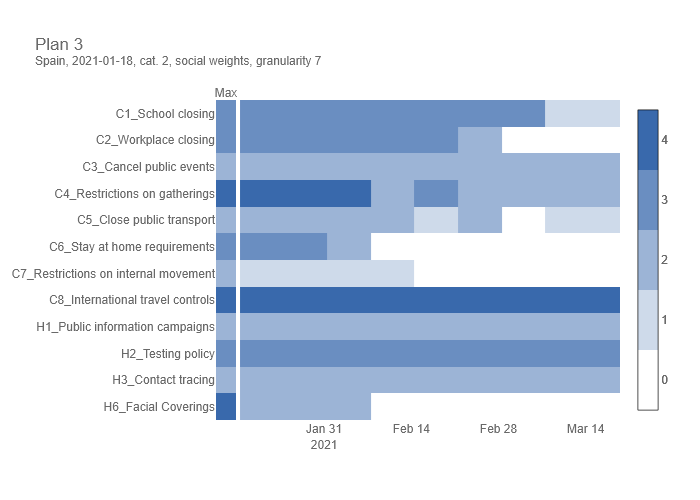 Plan 3
Spain, 2021-01-18, cat. 2, social weights, granularity 7
Max
C1_School closing
C2_Workplace closing
C3_Cancel public events
C4_Restrictions on gatherings
C5_Close public transport
C6_Stay at home requirements
C7_Restrictions on internal movement
C8_International travel controls
H1_Public information campaigns
H2_Testing policy
H3_Contact tracing
H6_Facial Coverings
4
3
2
1
0
Jan 31 Feb 14 Feb 28 Mar 14
2021